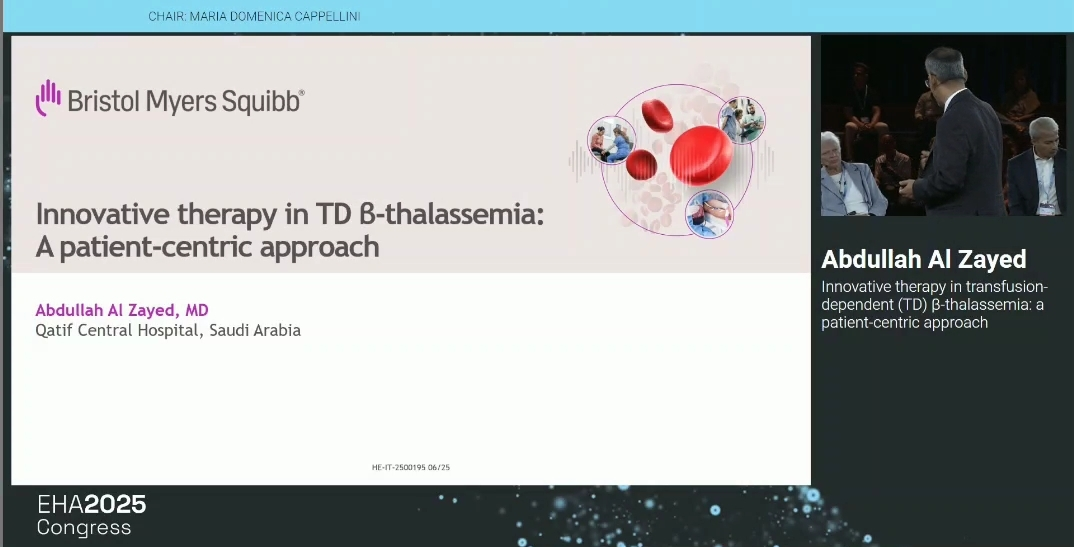 CHAIR: MARIA DOMENICA CAPPELLINI
Bristol Myers Squibb®
Innovative therapy in TD ß-thalassemia:
A patient-centric approach
Abdullah Al Zayed, MD
Qatif Central Hospital, Saudi Arabia
HE-IT-2500195 06/25
Abdullah Al Zayed
Innovative therapy in transfusion-
dependent (TD) β-thalassemia: a
patient-centric approach
EHA2025
Congress